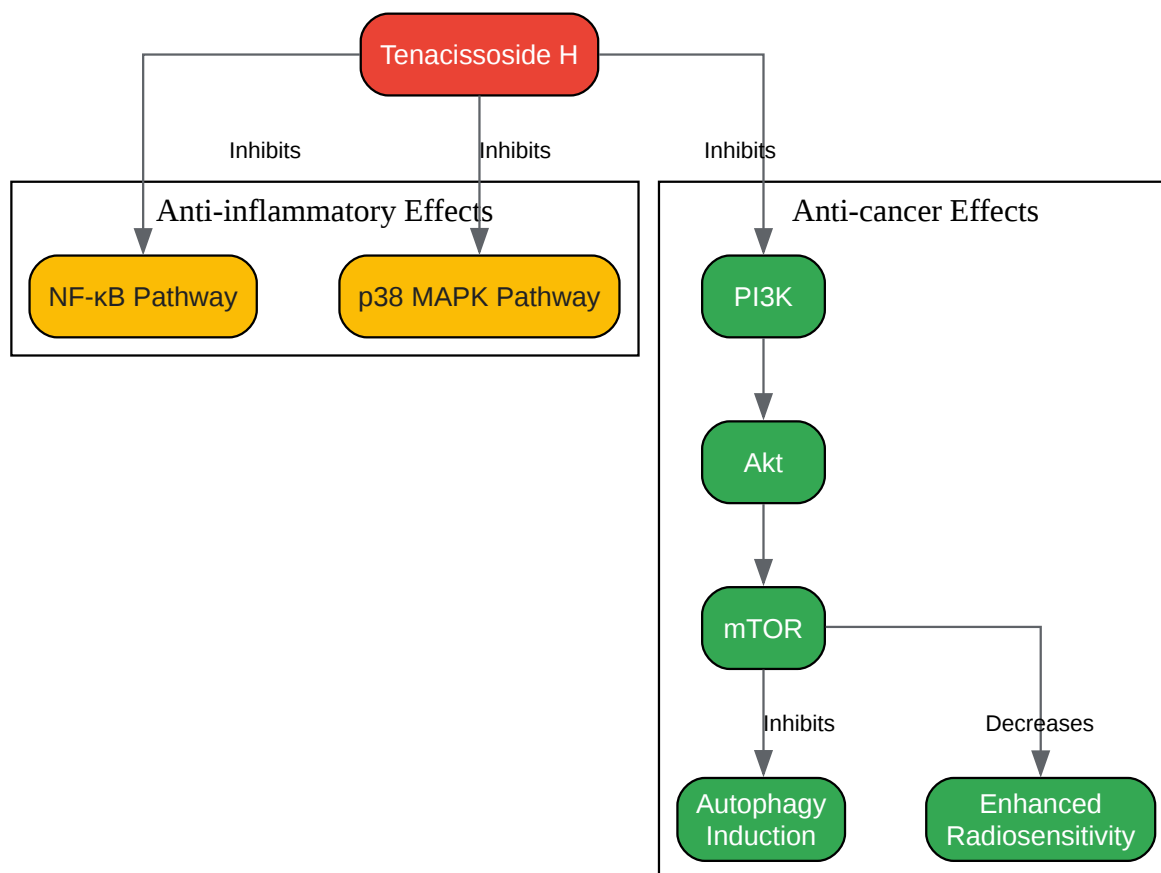 Tenacissoside H
Inhibits
Inhibits
Inhibits
Anti-inflammatory Effects
Anti-cancer Effects
NF-κB Pathway
p38 MAPK Pathway
PI3K
Akt
mTOR
Inhibits
Decreases
Autophagy
Induction
Enhanced
Radiosensitivity